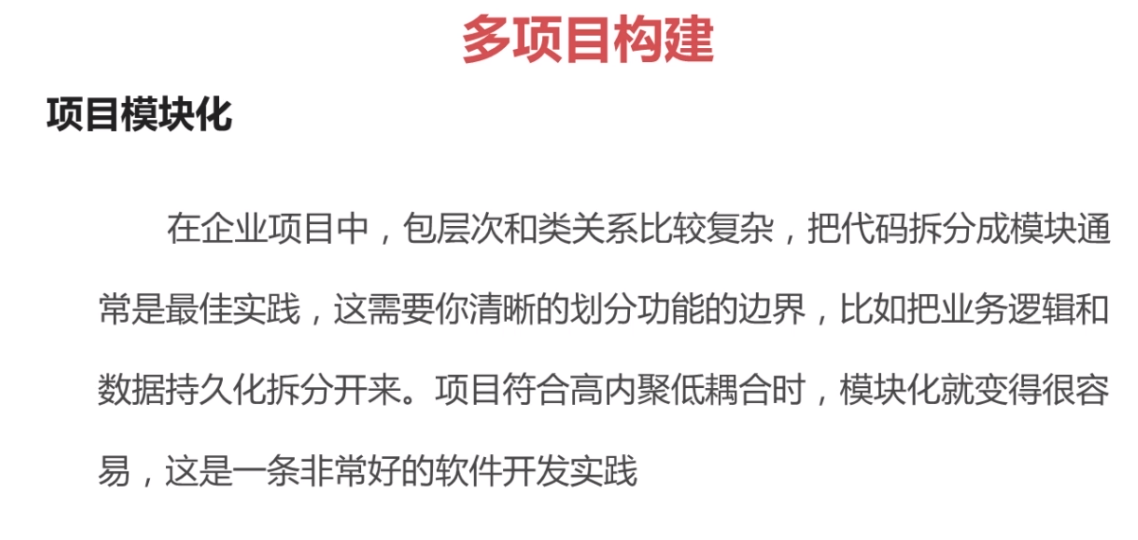 多项目构建
项目模块化
在企业项目中，包层次和类关系比较复杂，把代码拆分成模块通
常是最佳实践，这需要你清晰的划分功能的边界，比如把业务逻辑和
数据持久化拆分开来。项目符合高内聚低耦合时，模块化就变得很容
易，这是一条非常好的软件开发实践